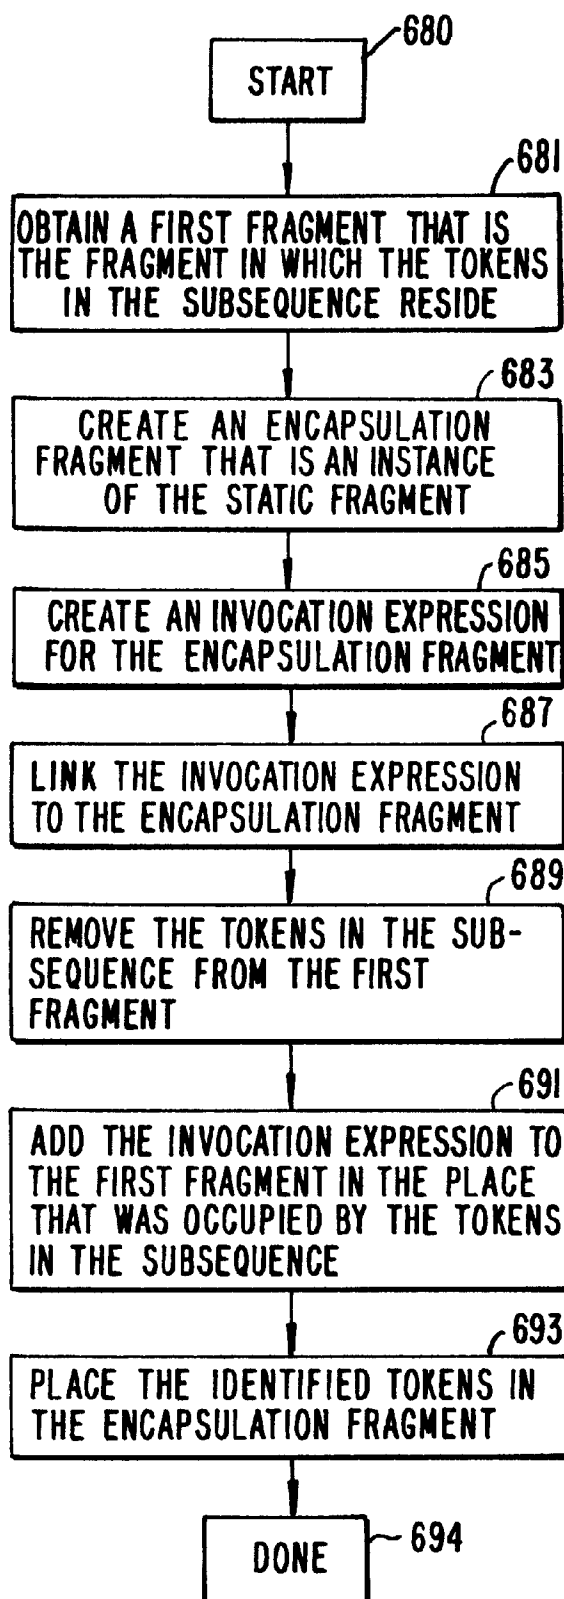 680
START
681
OBTAIN A FIRST FRAGMENT THAT IS
THE FRAGMENT IN WHICH THE TOKENS
IN THE SUBSEQUENCE RESIDE
683
CREATE AN ENCAPSULATION
FRAGMENT THAT IS AN INSTANCE
OF THE STATIC FRAGMENT
685
CREATE AN INVOCATION EXPRESSION
FOR THE ENCAPSULATION FRAGMENT
687
LINK THE INVOCATION EXPRESSION
TO THE ENCAPSULATION FRAGMENT
689
REMOVE THE TOKENS IN THE SUB-
SEQUENCE FROM THE FIRST
FRAGMENT
691
ADD THE INVOCATION EXPRESSION TO
THE FIRST FRAGMENT IN THE PLACE
THAT WAS OCCUPIED BY THE TOKENS
IN THE SUBSEQUENCE
693
PLACE THE IDENTIFIED TOKENS IN
THE ENCAPSULATION FRAGMENT
694
DONE